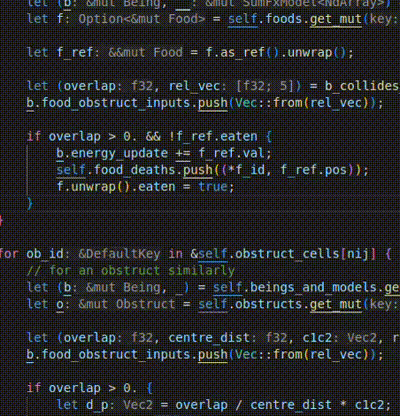 let (b: &mut Being, __: &mut SumFxModel<NdArray>)
let f: Option<&mut Food> = self.foods.get_mut(key:
let f_ref: &&mut Food = f.as_ref().unwrap();
let (overlap: f32, rel_vec: [f32; 5]) = b_collides_
b.food_obstruct_inputs.push(Vec::from(rel_vec));
if overlap > 0. && !f_ref.eaten {
b.energy_update += f_ref.val;
self.food_deaths.push((*f_id, f_ref.pos));
f.unwrap().eaten = true;
}
}
for ob_id: &DefaultKey in &self.obstruct_cells[nij] {
// for an obstruct similarly
let (b: &mut Being, _) = self.beings_and_models.ge
let o: &mut Obstruct = self.obstructs.get_mut(key:
let (overlap: f32, centre_dist: f32, c1c2: Vec2, r
b.food_obstruct_inputs.push(Vec::from(rel_vec));
if overlap > 0. {
let d_p: Vec2 = overlap / centre_dist * c1c2;